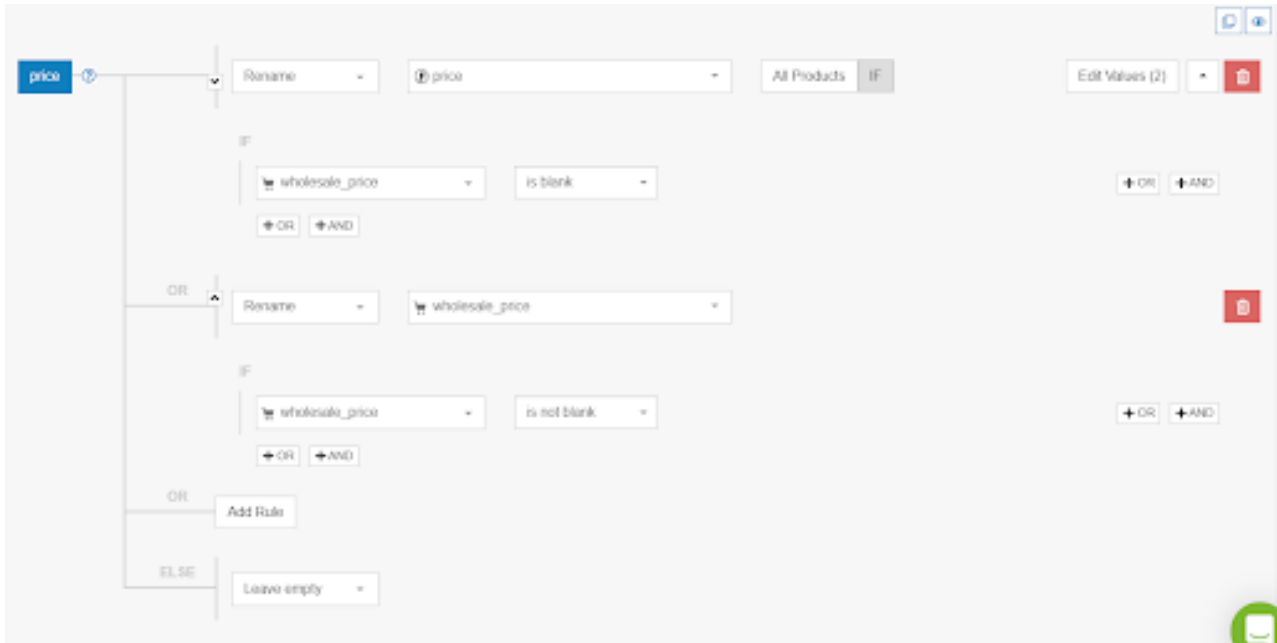 price ? Rename price All Products IF Edit Values (2)
IF
wholesale_price is blank +OR +AND
+OR +AND
OR
Rename wholesale_price
IF
wholesale_price is not blank +OR +AND
+OR +AND
OR
Add Rule
ELSE
Leave empty